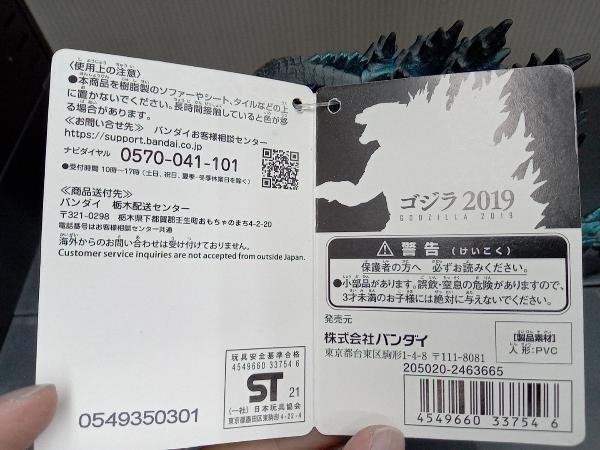 〈使用上の注意〉
●本商品を樹脂製のソファーやシート、タイルなどの上
に置かないでください。長時間接触していると色が移
る場合があります。
≪お問い合せ先≫ バンダイお客様相談センター
https://support.bandai.co.jp
ナビダイヤル 0570-041-101
●受付時間 10時〜17時(土日、祝日、夏季・冬季休業日を除く)
≪商品送付先≫
バンダイ 栃木配送センター
〒321-0298 栃木県下都賀郡壬生町おもちゃのまち4-2-20
電話番号はお客様相談センター共通
海外からのお問い合わせは受け付けておりません。
Customer service inquiries are not accepted from outside Japan.
玩具安全基準合格
4549660 33754 6
ST 21
(一社)日本玩具協会
東京都墨田区東駒形4-22-4
0549350301
ゴジラ2019
GODZILLA 2019
警告(けいこく)
保護者の方へ 必ずお読みください。
●小部品があります。誤飲・窒息の危険がありますので、
3才未満のお子様には絶対に与えないでください。
発売元
株式会社バンダイ
東京都台東区駒形1-4-8 〒111-8081
[製品素材]
人形:PVC
205020-2463665
4 549660 337546